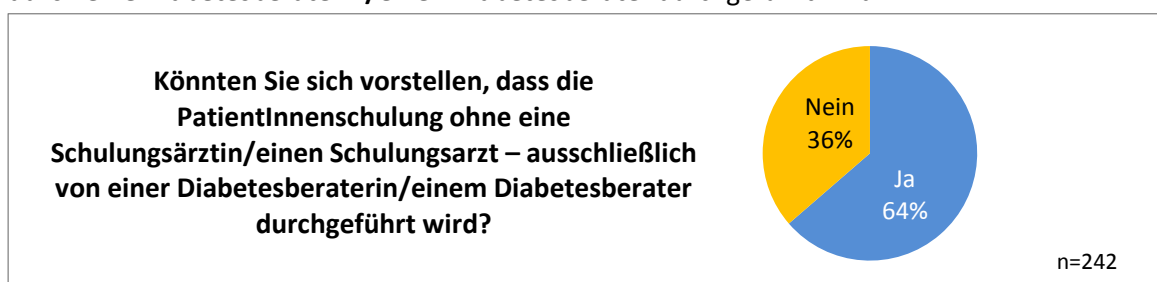 Könnten Sie sich vorstellen, dass die
PatientInnenschulung ohne eine
Schulungsärztin/einen Schulungsarzt – ausschließlich
von einer Diabetesberaterin/einem Diabetesberater
durchgeführt wird?
Nein
36%
Ja
64%
n=242